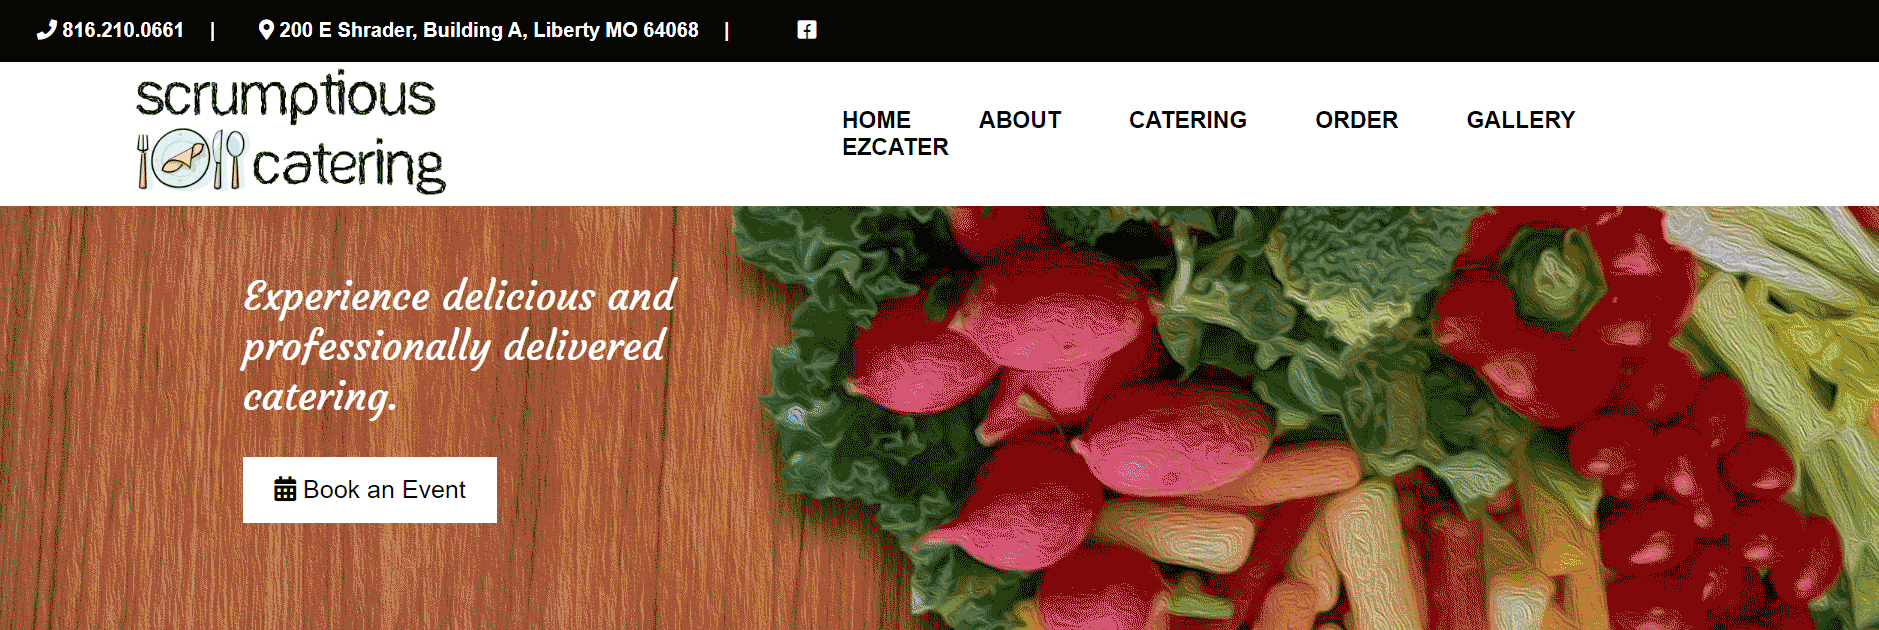 816.210.0661 | 200 E Shrader, Building A, Liberty MO 64068 |
scrumptious
catering
HOME ABOUT CATERING ORDER GALLERY
EZCATER
Experience delicious and
professionally delivered
catering.
Book an Event